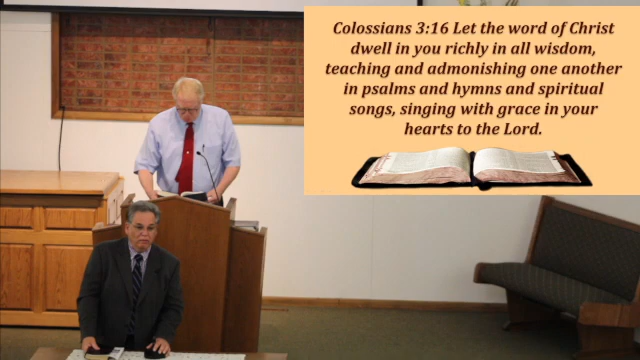 Colossians 3:16 Let the word of Christ
dwell in you richly in all wisdom,
teaching and admonishing one another
in psalms and hymns and spiritual
songs, singing with grace in your
hearts to the Lord.